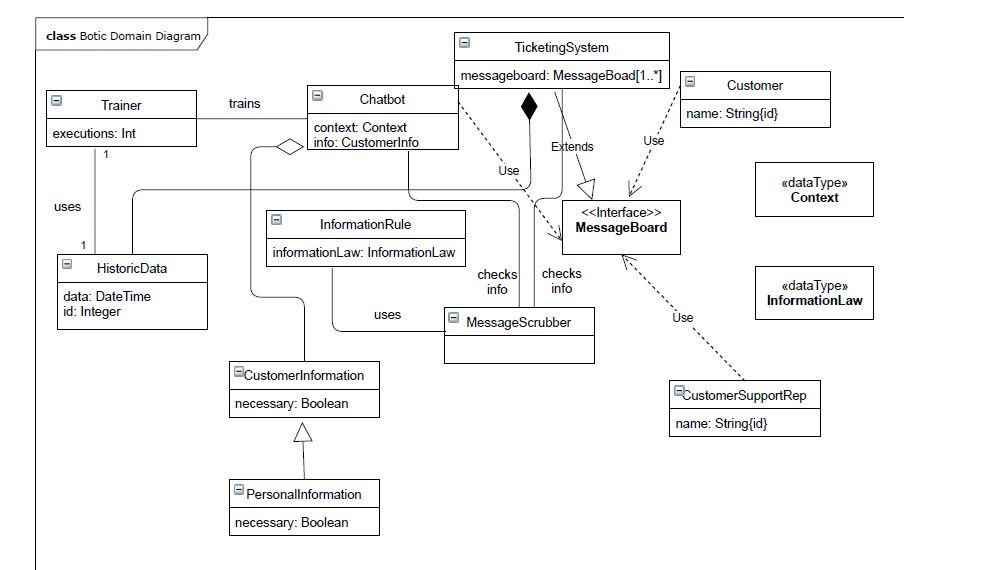 class Botic Domain Diagram
TicketingSystem
messageboard: MessageBoad[1..*]
Customer
name: String{id}
Trainer
executions: Int
trains
Chatbot
context: Context
info: CustomerInfo
Extends
Use
Use
1
uses
1
«dataType»
Context
InformationRule
informationLaw: InformationLaw
<<Interface>>
MessageBoard
HistoricData
data: DateTime
id: Integer
checks
info
checks
info
«dataType»
InformationLaw
uses
MessageScrubber
Use
CustomerInformation
necessary: Boolean
CustomerSupportRep
name: String{id}
PersonalInformation
necessary: Boolean